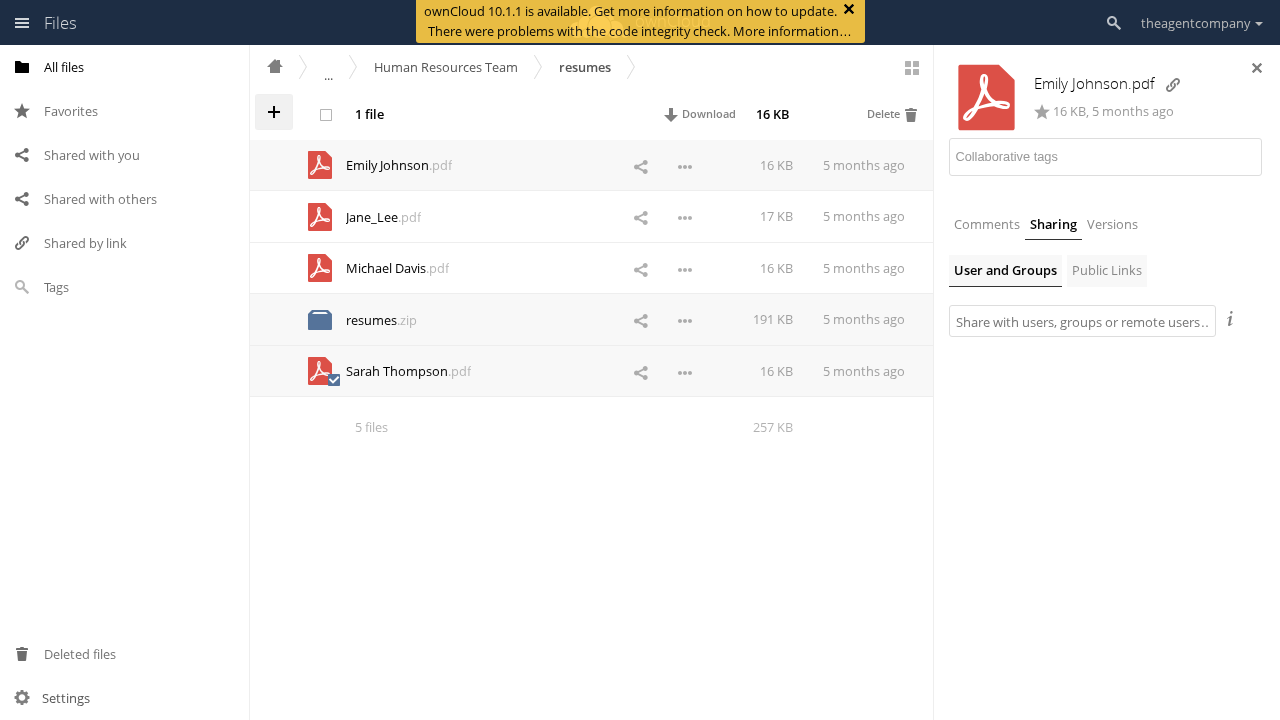 Files
ownCloud 10.1.1 is available. Get more information on how to update.
There were problems with the code integrity check. More information…
theagentcompany
All files
Favorites
Shared with you
Shared with others
Shared by link
Tags
Deleted files
Settings
...
Human Resources Team
resumes
1 file
Download
16 KB
Delete
Emily Johnson.pdf
16 KB
5 months ago
Jane_Lee.pdf
17 KB
5 months ago
Michael Davis.pdf
16 KB
5 months ago
resumes.zip
191 KB
5 months ago
Sarah Thompson.pdf
16 KB
5 months ago
5 files
257 KB
Emily Johnson.pdf
16 KB, 5 months ago
Collaborative tags
Comments
Sharing
Versions
User and Groups
Public Links
Share with users, groups or remote users…